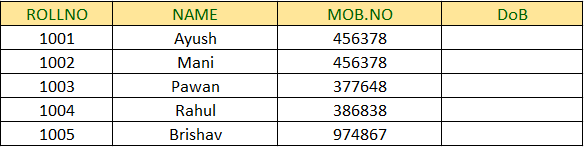 ROLLNO NAME MOB.NO DoB
1001 Ayush 456378
1002 Mani 456378
1003 Pawan 377648
1004 Rahul 386838
1005 Brishav 974867